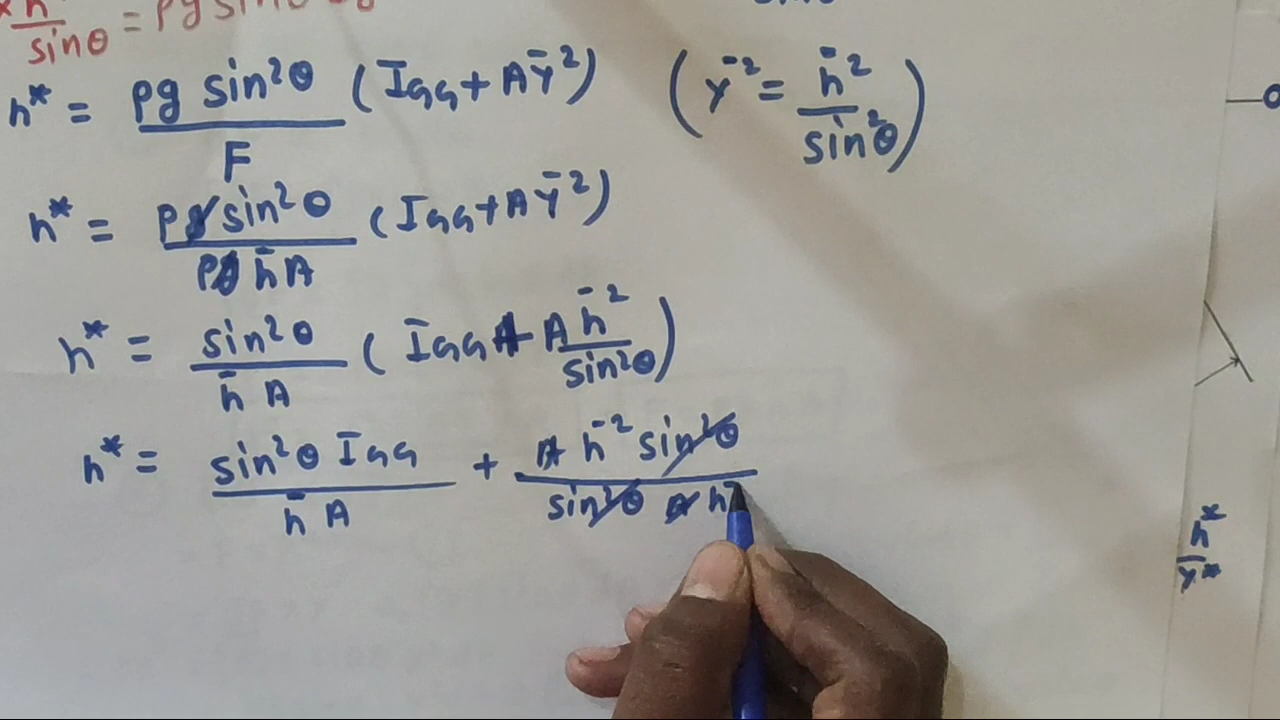 h* / sinθ = ρg sin
h* = ρg sin²θ / F (IGG + Aȳ²) (ȳ² = h̄² / sin²θ)
h* = ρg sin²θ / ρg h̄ A (IGG + Aȳ²)
h* = sin²θ / h̄ A (IGG + A h̄² / sin²θ)
h* = sin²θ IGG / h̄ A + A h̄² sin²θ / sin²θ A h̄
h* / y*